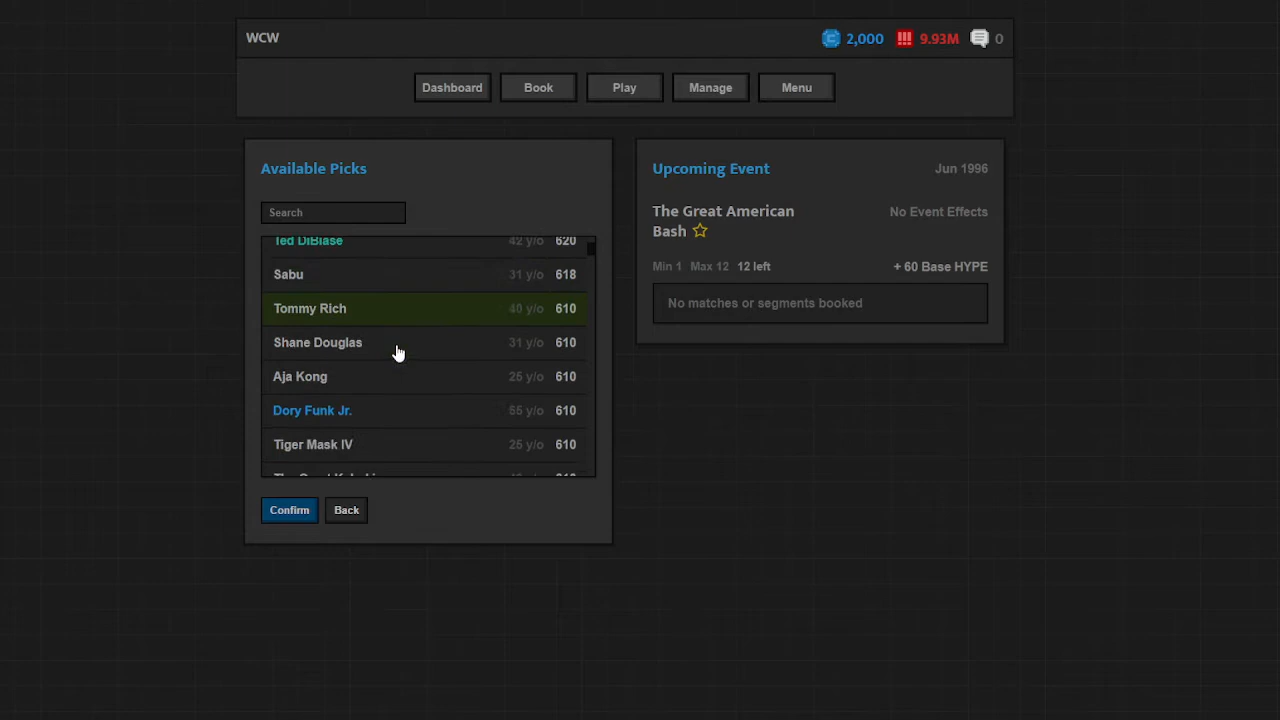 WCW
2,000 9.93M 0
Dashboard Book Play Manage Menu
Available Picks
Search
Ted DiBiase 42 y/o 620
Sabu 31 y/o 618
Tommy Rich 40 y/o 610
Shane Douglas 31 y/o 610
Aja Kong 25 y/o 610
Dory Funk Jr. 55 y/o 610
Tiger Mask IV 25 y/o 610
Confirm Back
Upcoming Event Jun 1996
The Great American No Event Effects
Bash
Min 1 Max 12 12 left + 60 Base HYPE
No matches or segments booked